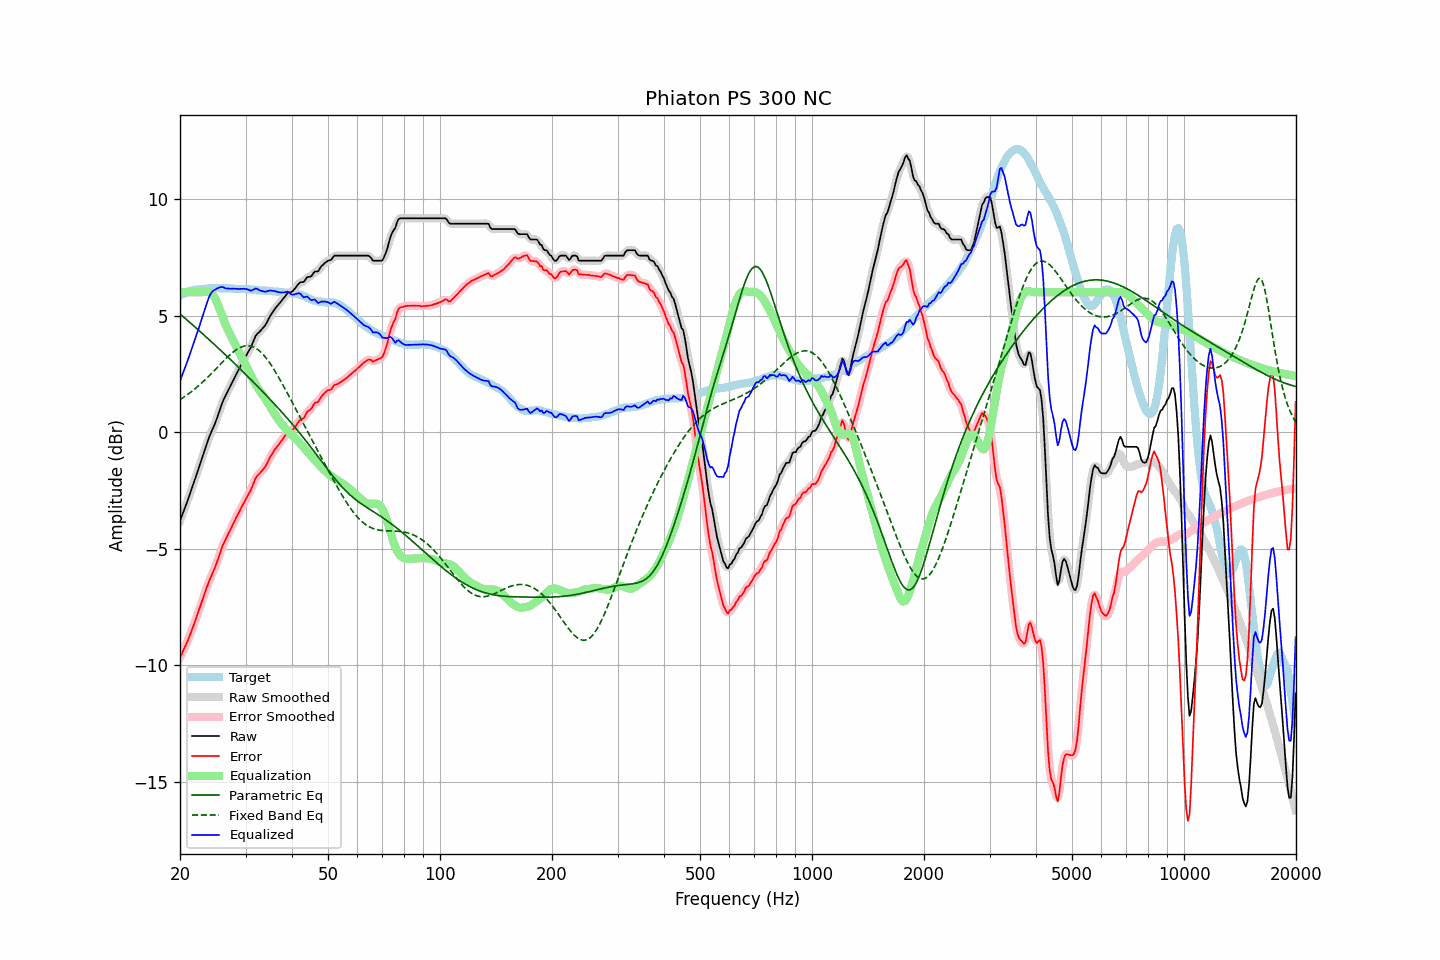 Phiaton PS 300 NC
Amplitude (dBr)
10
5
0
−5
−10
−15
Target
Raw Smoothed
Error Smoothed
Raw
Error
Equalization
Parametric Eq
Fixed Band Eq
Equalized
20 50 100 200 500 1000 2000 5000 10000 20000
Frequency (Hz)